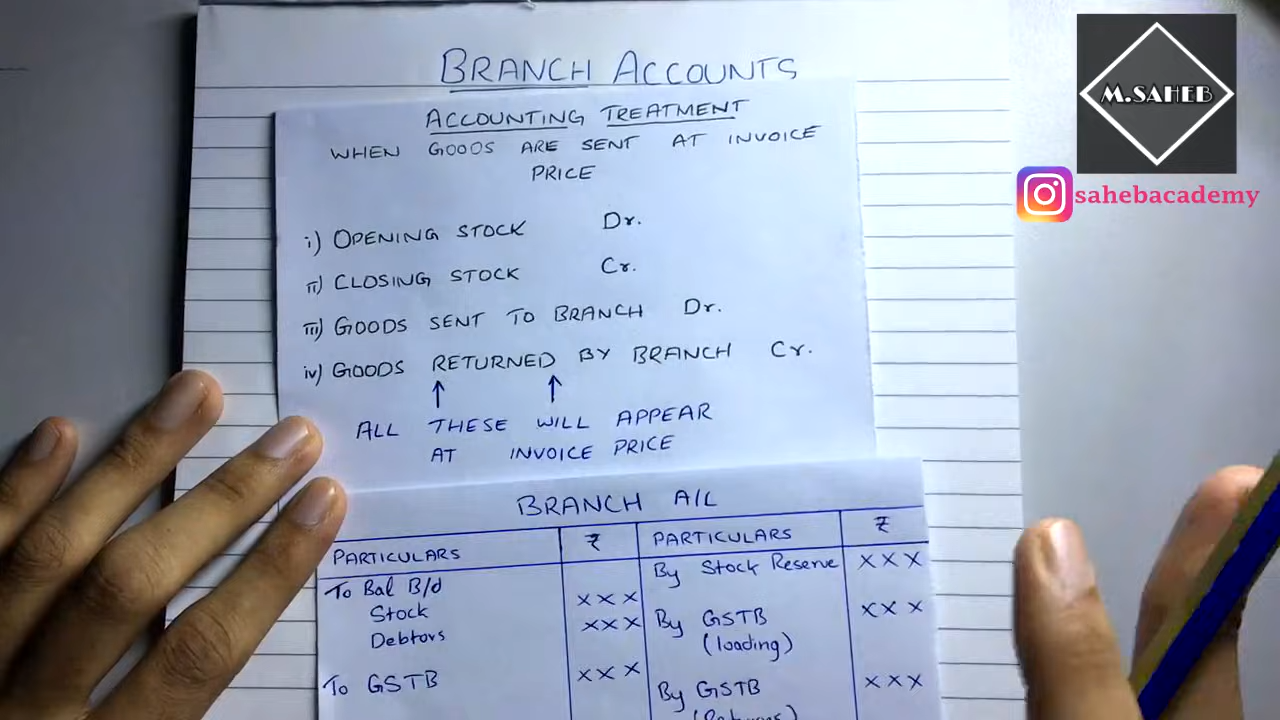 BRANCH ACCOUNTS
ACCOUNTING TREATMENT
WHEN GOODS ARE SENT AT INVOICE
PRICE
i) OPENING STOCK Dr.
ii) CLOSING STOCK Cr.
iii) GOODS SENT TO BRANCH Dr.
iv) GOODS RETURNED BY BRANCH Cr.
ALL THESE WILL APPEAR
AT INVOICE PRICE
BRANCH A/C
PARTICULARS ₹ PARTICULARS ₹
To Bal B/d By Stock Reserve XXX
Stock XXX
Debtors XXX By GSTB XXX
(loading)
To GSTB XXX By GSTB XXX
(Returns)
M.SAHEB
sahebacademy